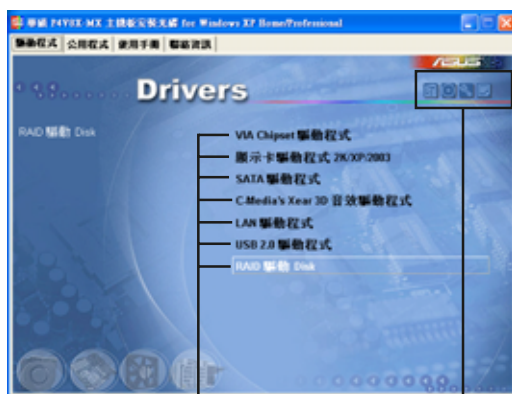 華碩 P4V8X-MX 主機板安裝光碟 for Windows XP Home/Professional
驅動程式 公用程式 使用手冊 聯絡資訊
ASUS
Drivers
RAID 驅動 Disk
VIA Chipset 驅動程式
顯示卡驅動程式 2K/XP/2003
SATA 驅動程式
C-Media's Xear 3D 音效驅動程式
LAN 驅動程式
USB 2.0 驅動程式
RAID 驅動 Disk